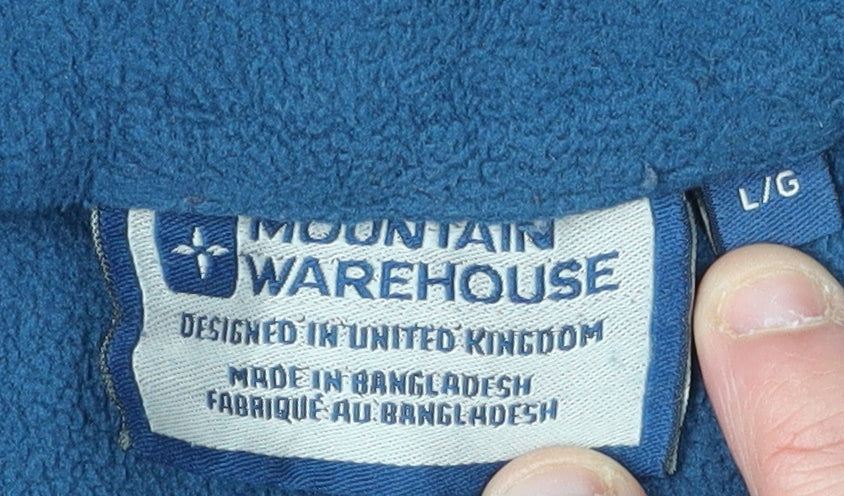 MOUNTAIN
WAREHOUSE
DESIGNED IN UNITED KINGDOM
MADE IN BANGLADESH
FABRIQUÉ AU BANGLADESH
L/G